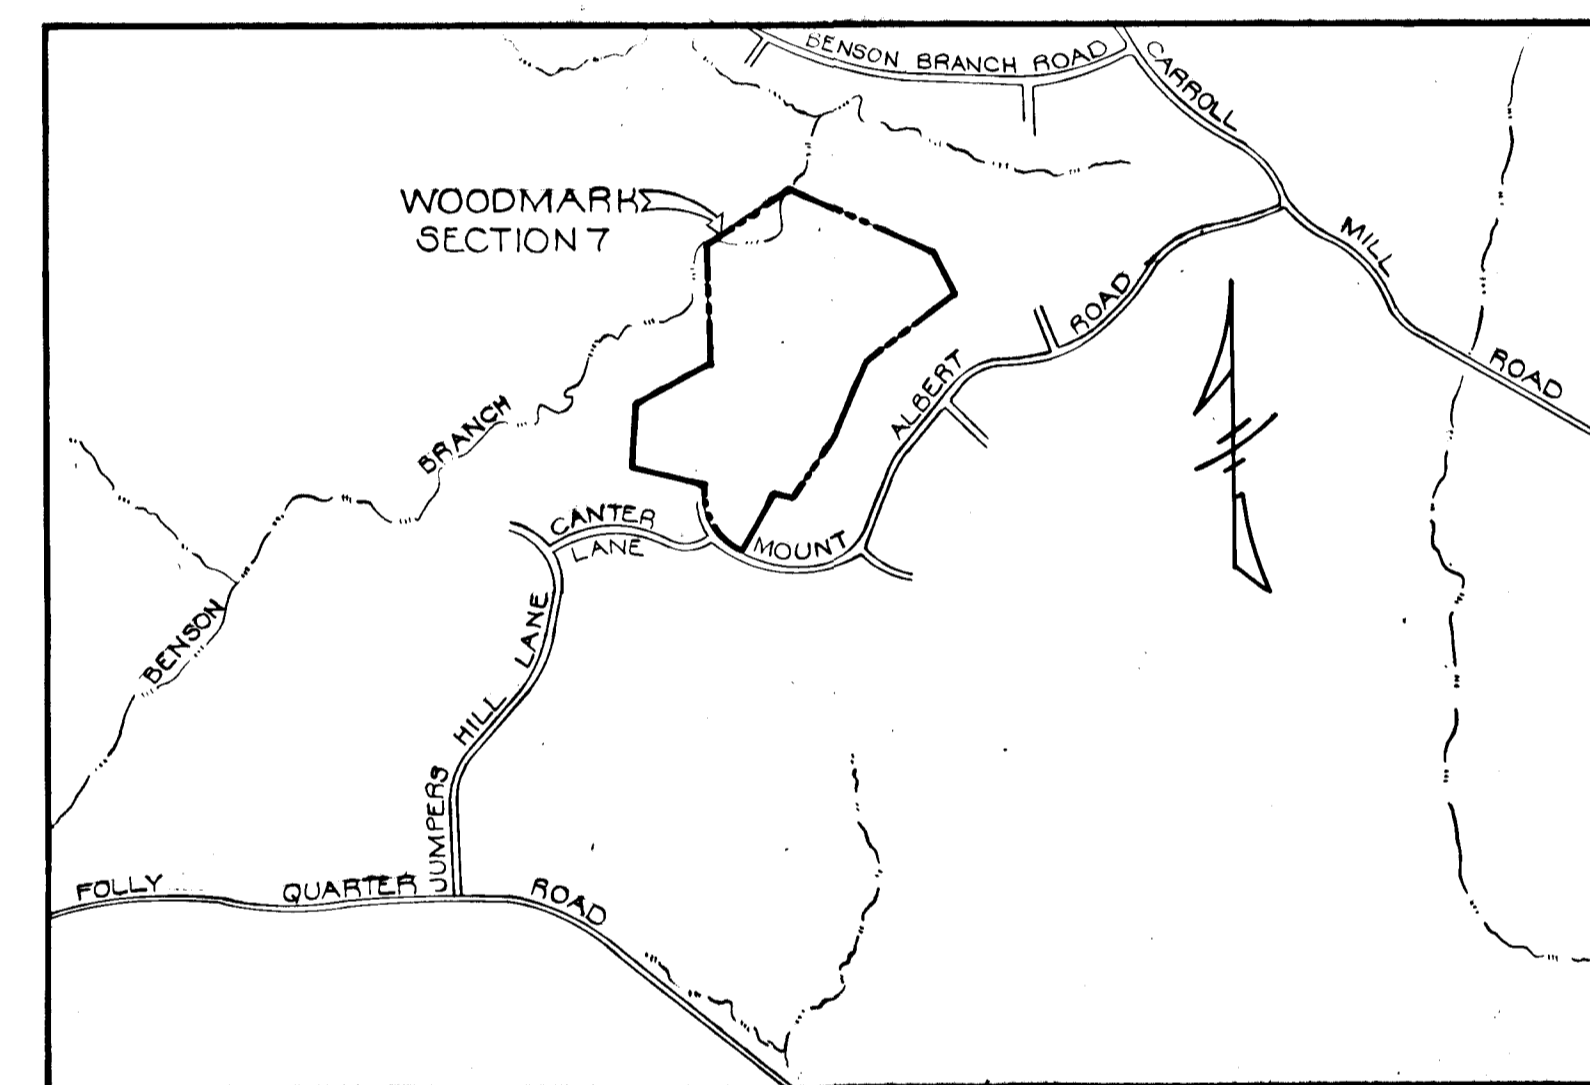 BENSON BRANCH ROAD
CARROLL
MILL
ROAD
WOODMARK
SECTION 7
ROAD
ALBERT
MOUNT
BRANCH
BENSON
CANTER
LANE
LANE
HILL
JUMPERS
FOLLY QUARTER ROAD